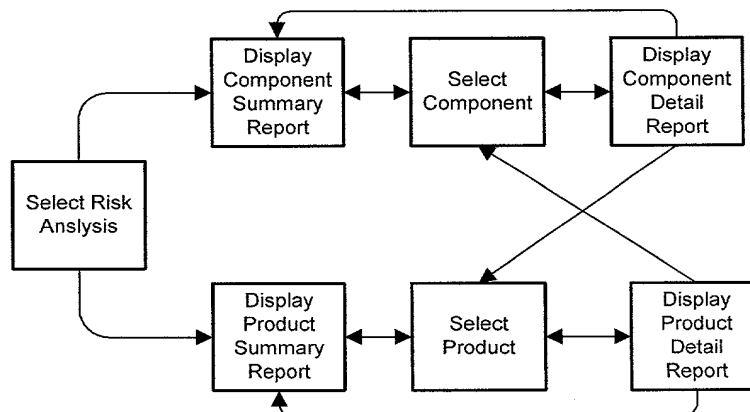 Display
Component
Summary
Report
Select
Component
Display
Component
Detail
Report
Select Risk
Anslysis
Display
Product
Summary
Report
Select
Product
Display
Product
Detail
Report